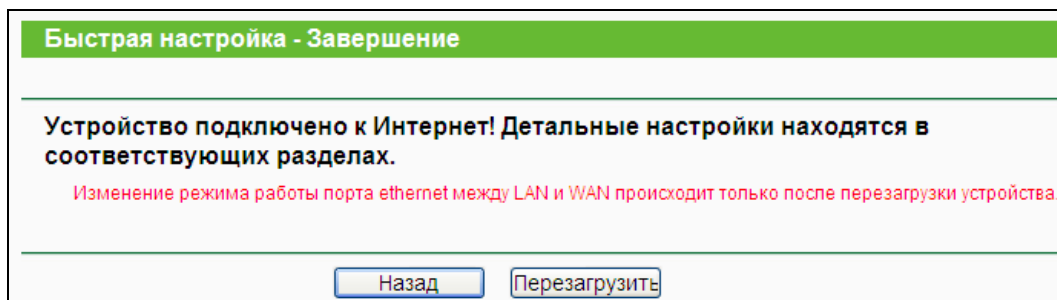 Быстрая настройка - Завершение
Устройство подключено к Интернет! Детальные настройки находятся в
соответствующих разделах.
Изменение режима работы порта ethernet между LAN и WAN происходит только после перезагрузки устройства.
Назад Перезагрузить